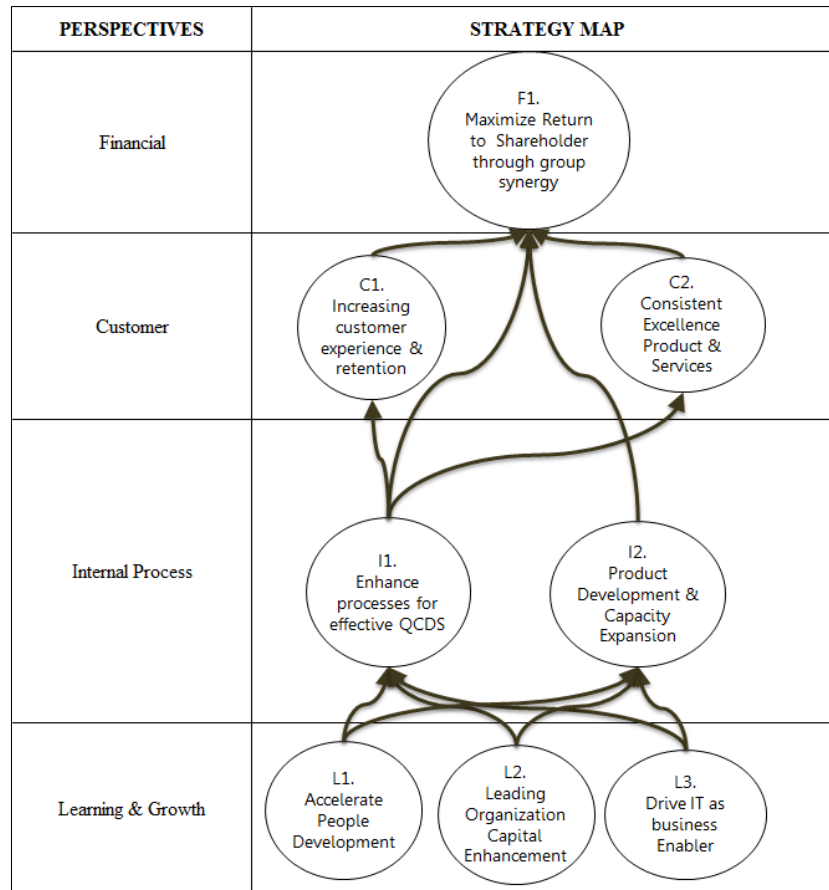 PERSPECTIVES
STRATEGY MAP
Financial
F1.
Maximize Return
to Shareholder
through group
synergy
Customer
C1.
Increasing
customer
experience &
retention
C2.
Consistent
Excellence
Product &
Services
Internal Process
I1.
Enhance
processes for
effective QCDS
I2.
Product
Development &
Capacity
Expansion
Learning & Growth
L1.
Accelerate
People
Development
L2.
Leading
Organization
Capital
Enhancement
L3.
Drive IT as
business
Enabler